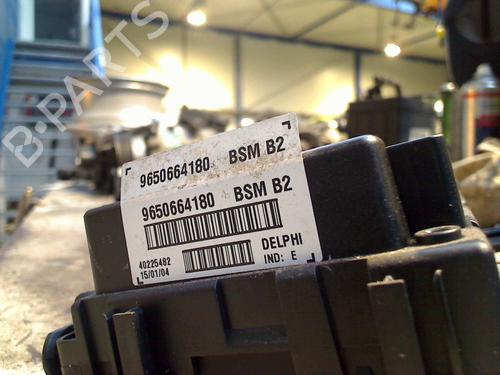 B-PARTS
9650664180 BSM B2
9650664180 BSM B2
DELPHI
40225482
15/01/04
IND: E